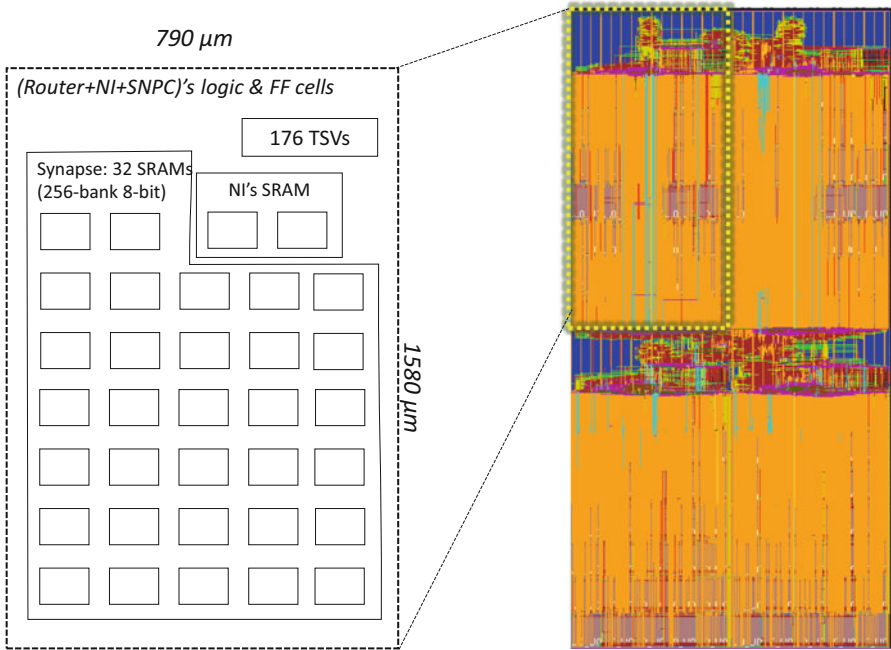 790 µm
(Router+NI+SNPC)'s logic & FF cells
176 TSVs
Synapse: 32 SRAMs
(256-bank 8-bit)
NI's SRAM
1580 µm